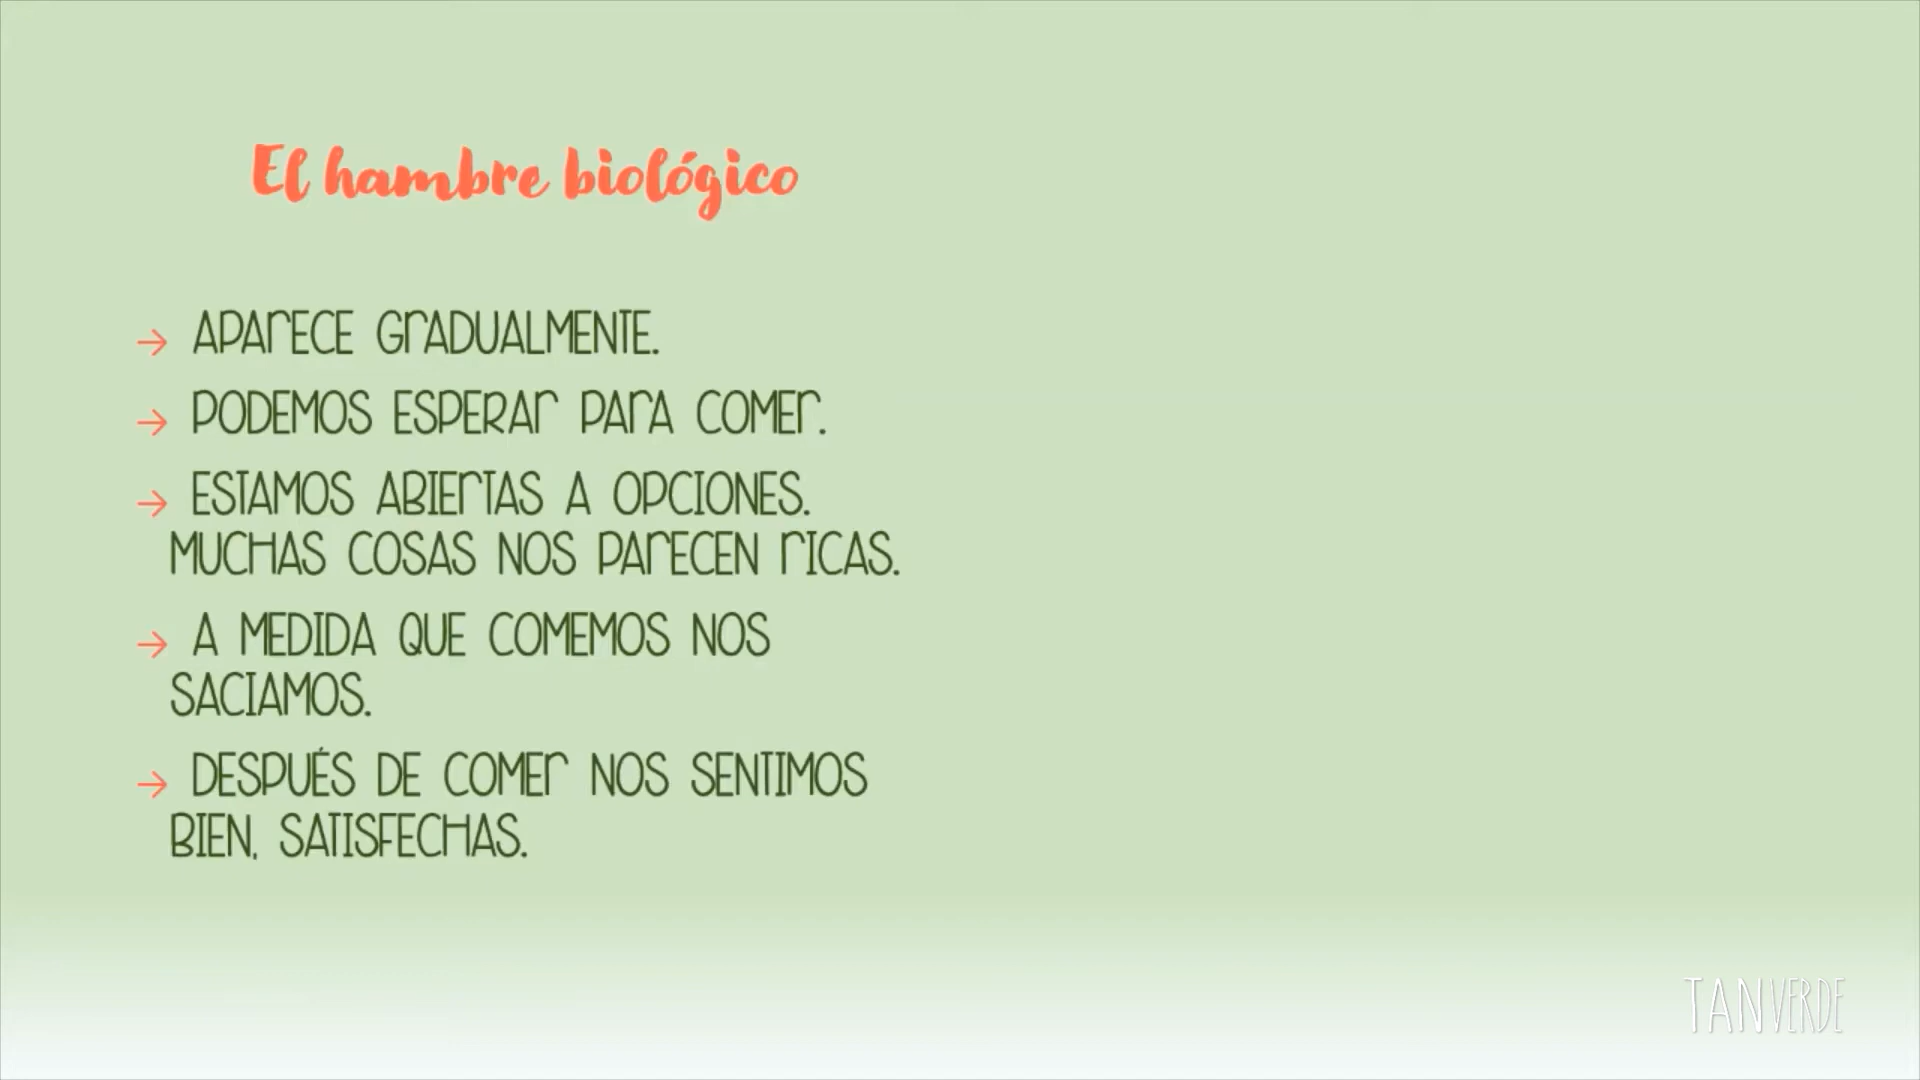 El hambre biológico
→ APARECE GRADUALMENTE.
→ PODEMOS ESPERAR PARA COMER.
→ ESTAMOS ABIERTAS A OPCIONES.
MUCHAS COSAS NOS PARECEN RICAS.
→ A MEDIDA QUE COMEMOS NOS
SACIAMOS.
→ DESPUÉS DE COMER NOS SENTIMOS
BIEN, SATISFECHAS.
TANVERDE